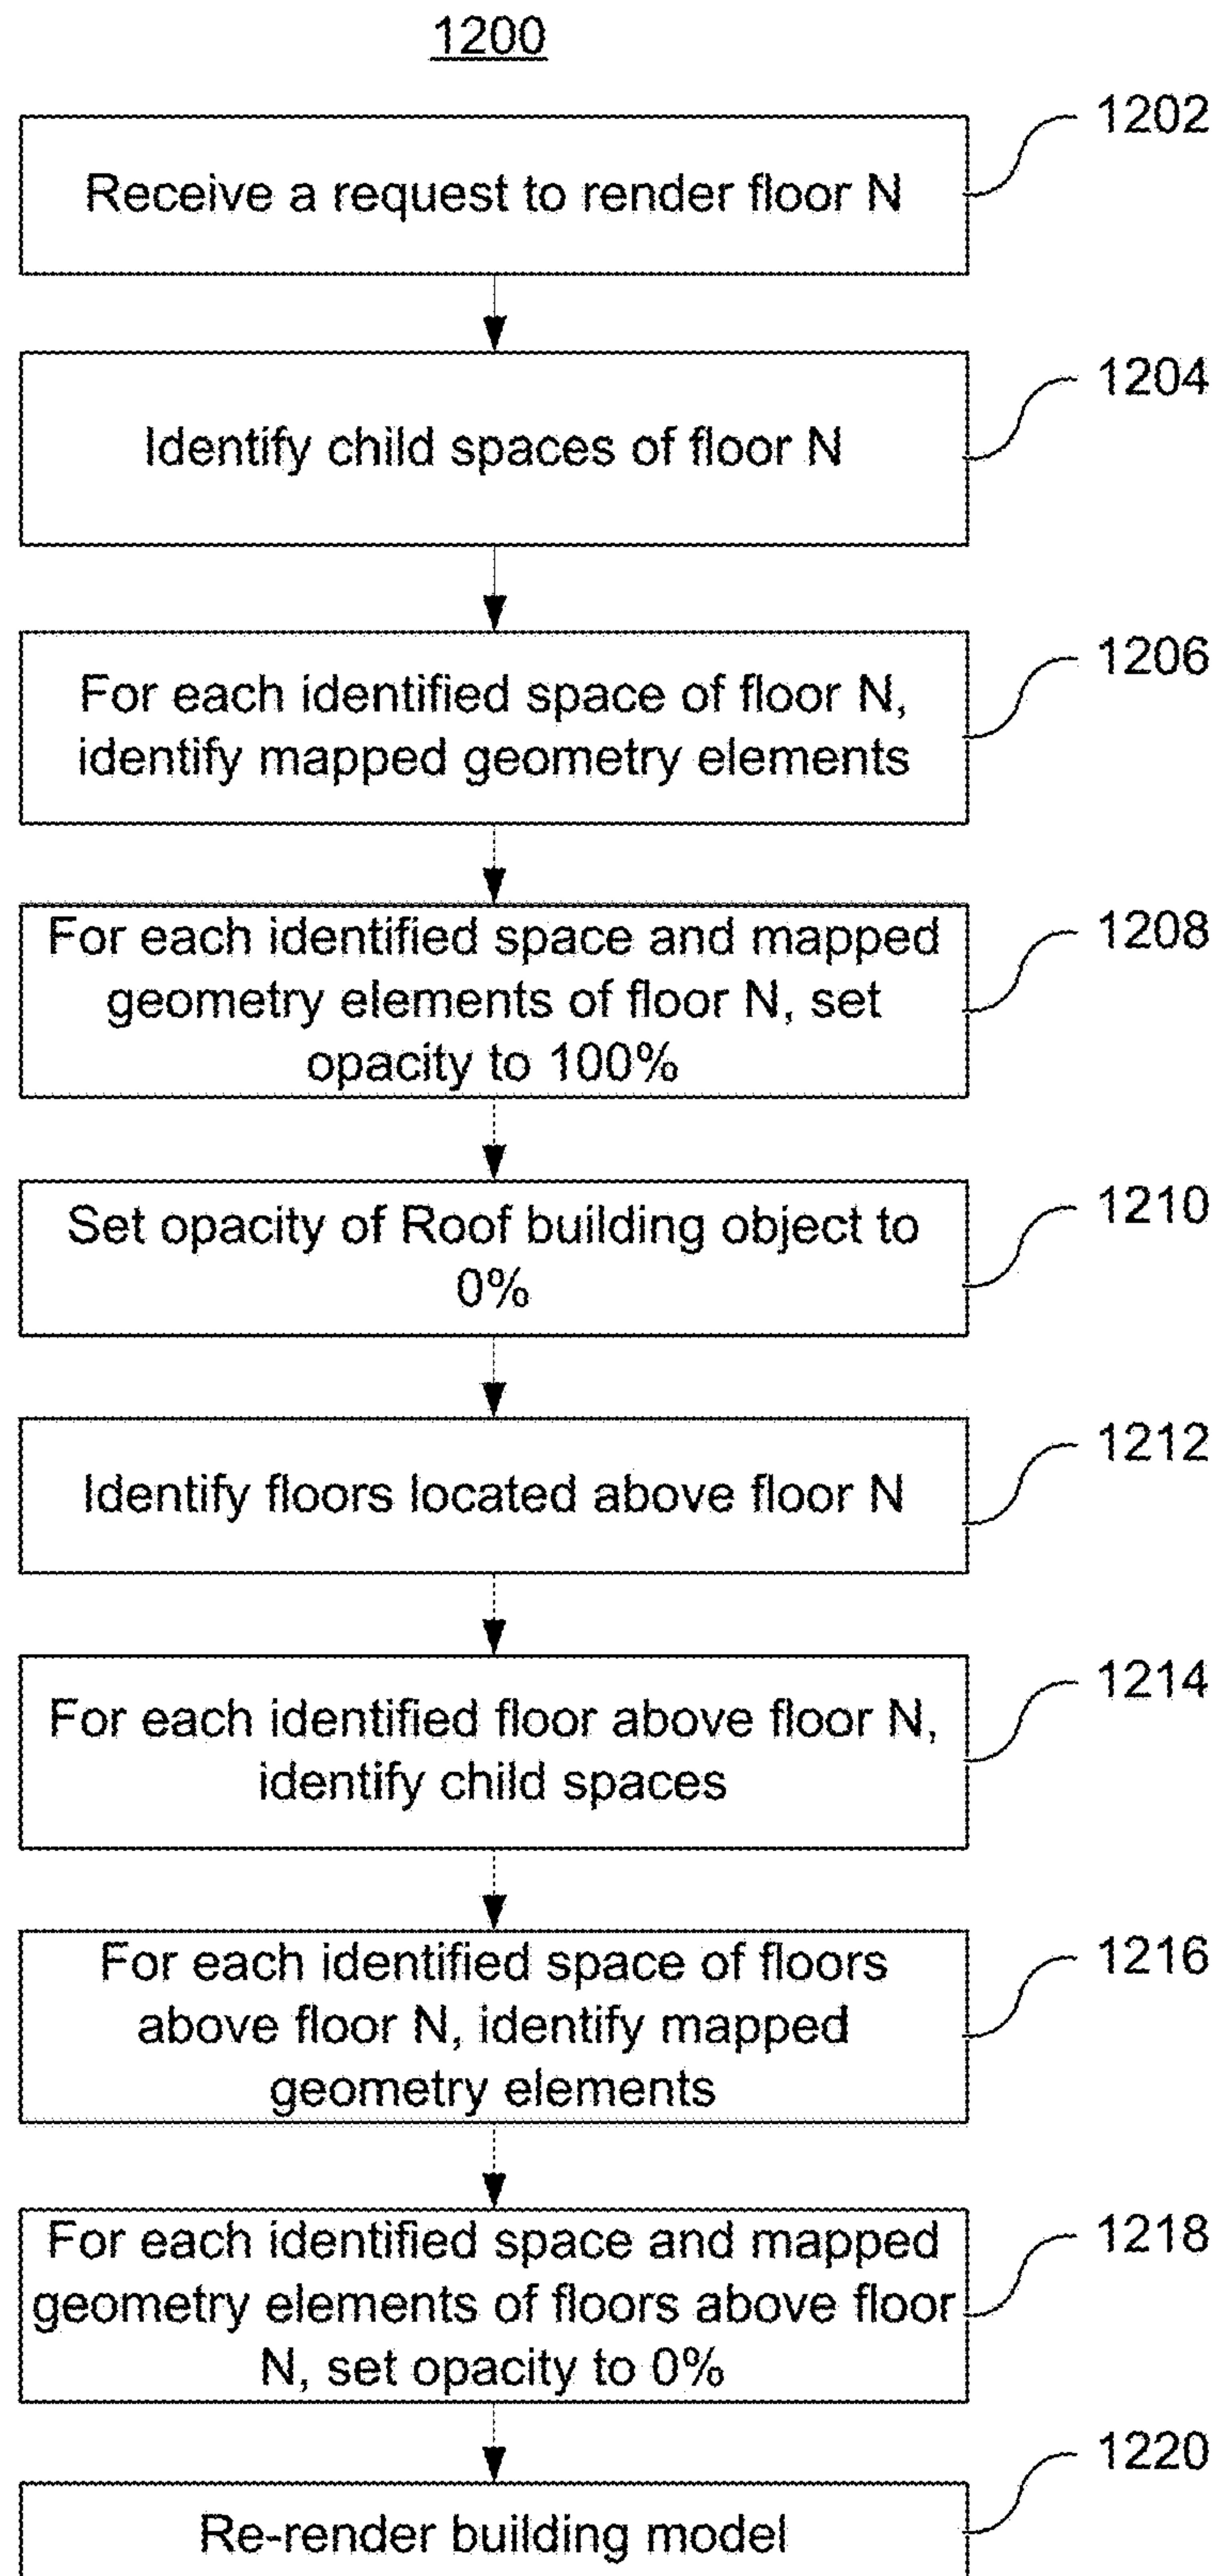 1200
Receive a request to render floor N
1202
Identify child spaces of floor N
1204
For each identified space of floor N,
identify mapped geometry elements
1206
For each identified space and mapped
geometry elements of floor N, set
opacity to 100%
1208
Set opacity of Roof building object to
0%
1210
Identify floors located above floor N
1212
For each identified floor above floor N,
identify child spaces
1214
For each identified space of floors
above floor N, identify mapped
geometry elements
1216
For each identified space and mapped
geometry elements of floors above floor
N, set opacity to 0%
1218
Re-render building model
1220